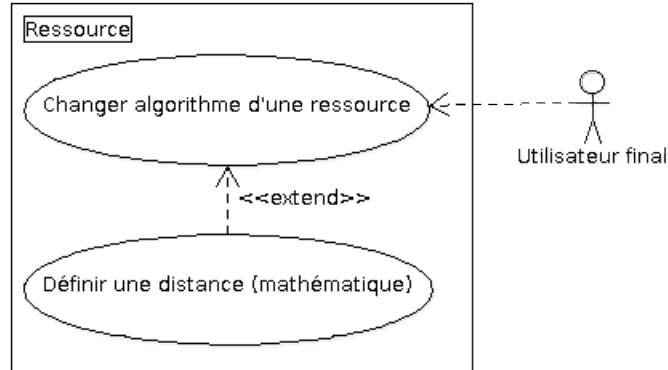 Ressource
Changer algorithme d'une ressource
Utilisateur final
<<extend>>
Définir une distance (mathématique)